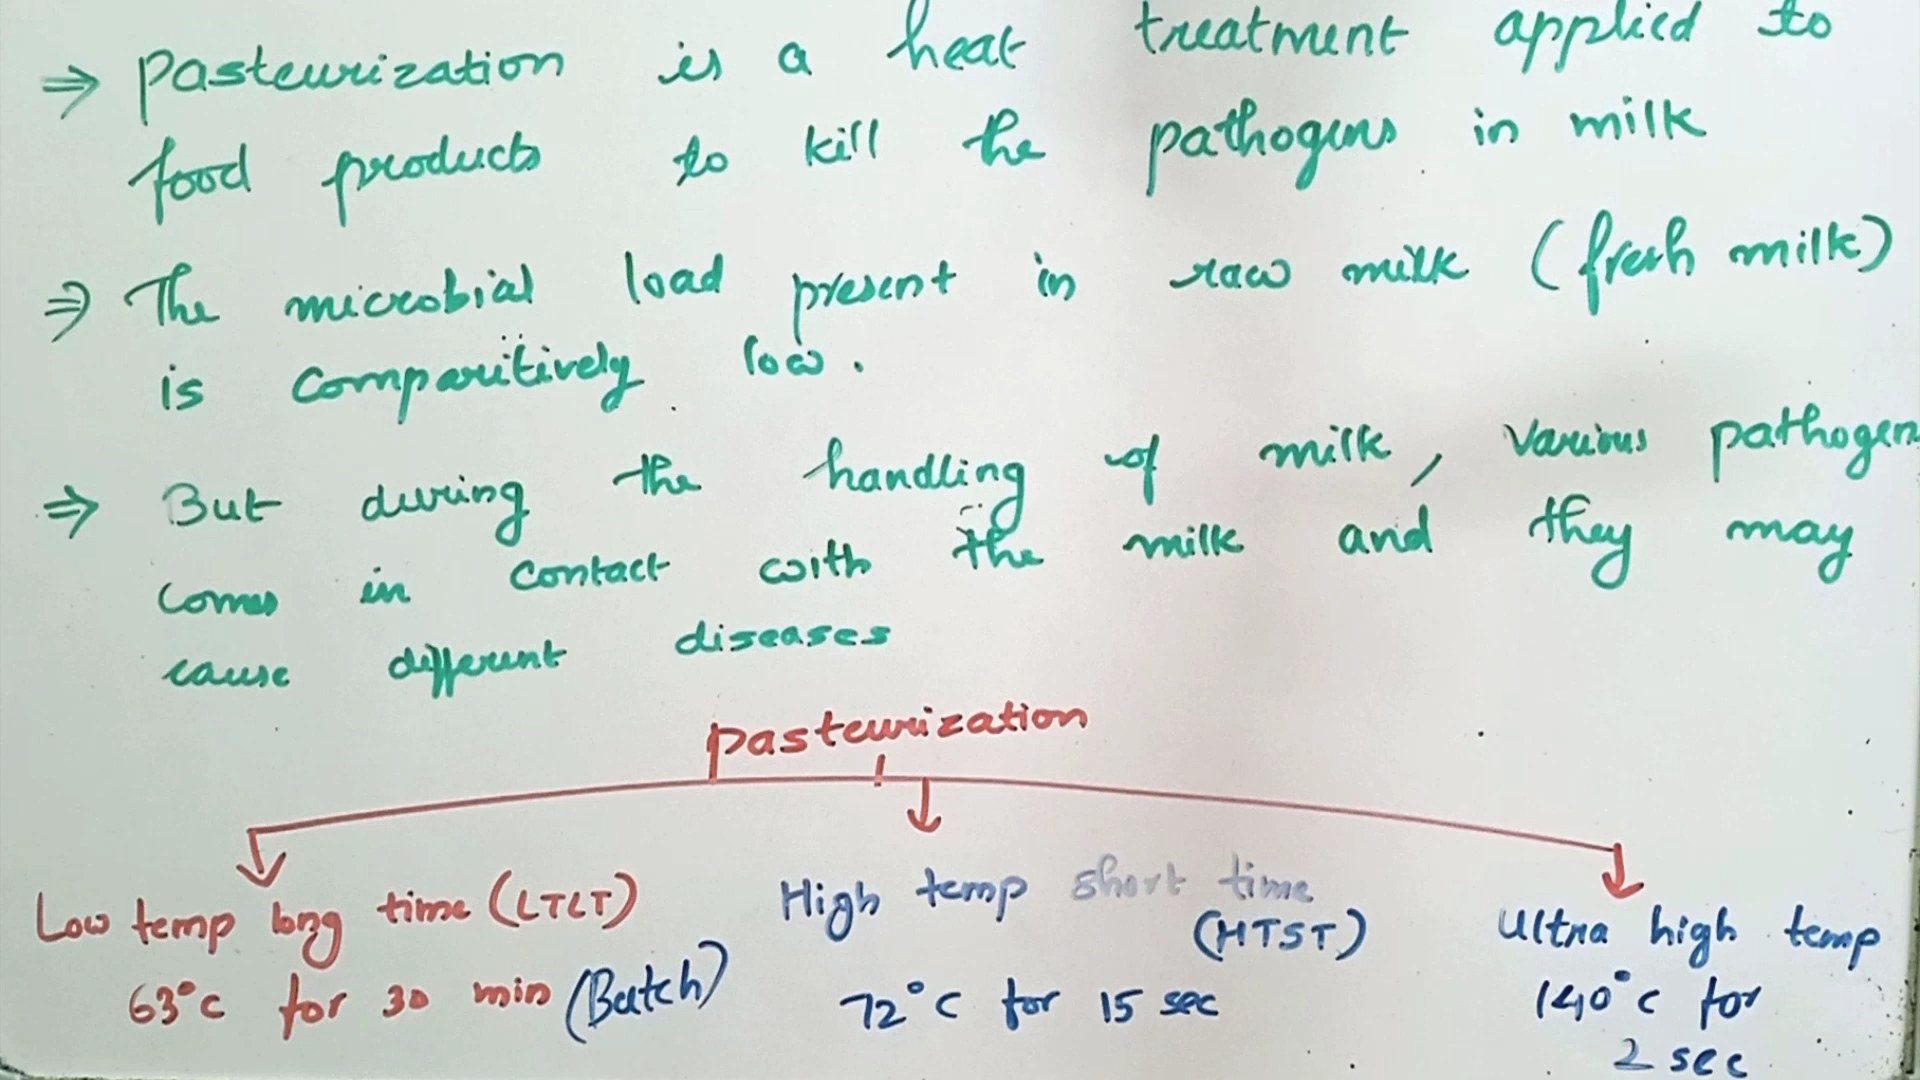 ⇒ Pasteurization is a heat treatment applied to
food products to kill the pathogens in milk
⇒ The microbial load present in raw milk (fresh milk)
is comparitively low.
⇒ But during the handling of milk, various pathogen
comes in contact with the milk and they may
cause different diseases
Pasteurization
Low temp long time (LTLT)
63°C for 30 min (Batch)
High temp short time
(HTST)
72°C for 15 sec
Ultra high temp
140°C for
2 sec